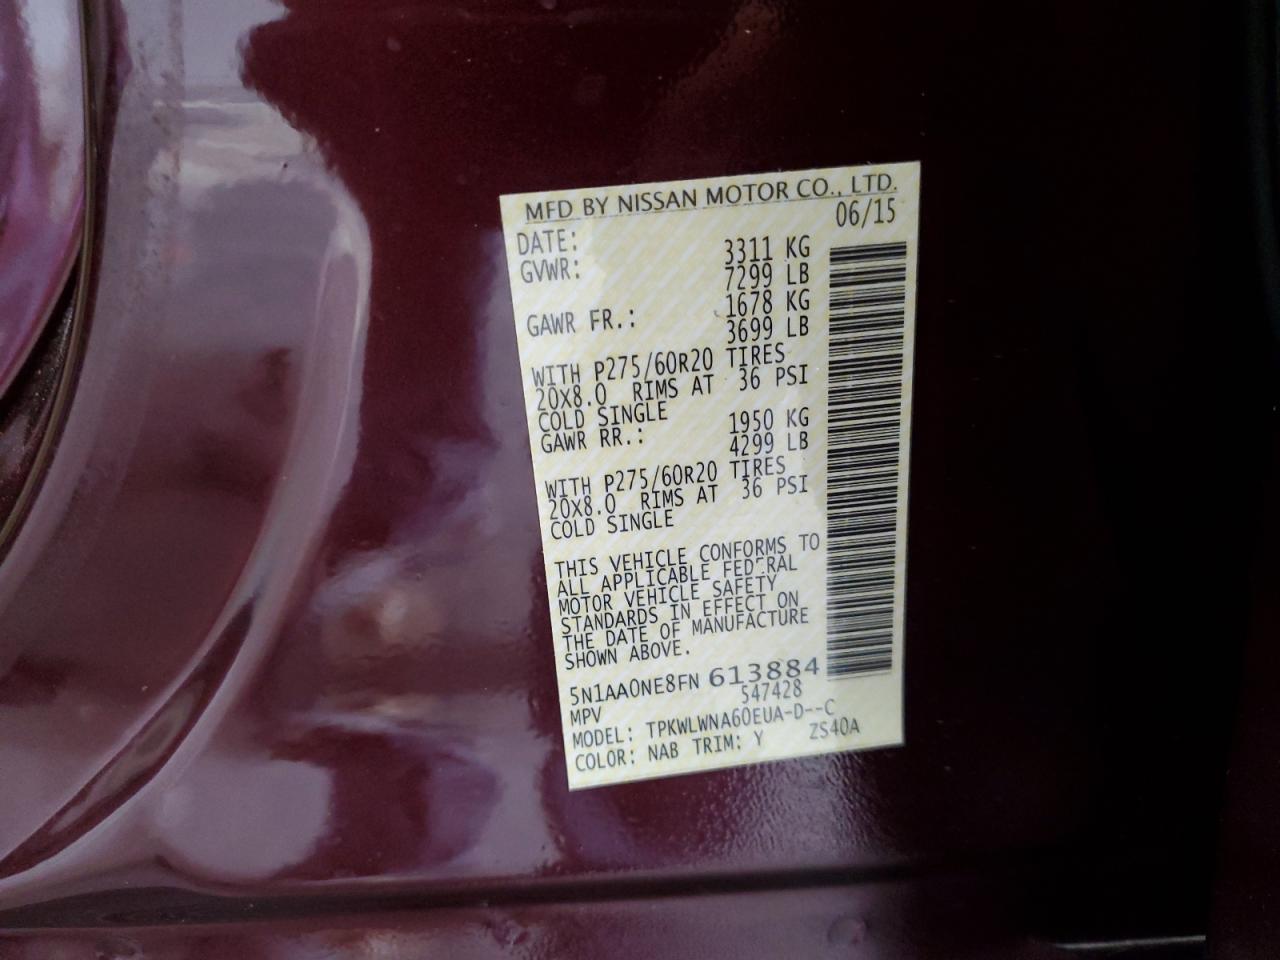 MFD BY NISSAN MOTOR CO., LTD.
DATE: 06/15
GVWR: 3311 KG
7299 LB
GAWR FR.: 1678 KG
3699 LB
WITH P275/60R20 TIRES
20X8.0 RIMS AT 36 PSI
COLD SINGLE
GAWR RR.: 1950 KG
4299 LB
WITH P275/60R20 TIRES
20X8.0 RIMS AT 36 PSI
COLD SINGLE
THIS VEHICLE CONFORMS TO
ALL APPLICABLE FEDERAL
MOTOR VEHICLE SAFETY
STANDARDS IN EFFECT ON
THE DATE OF MANUFACTURE
SHOWN ABOVE.
5N1AA0NE8FN 613884
MPV 547428
MODEL: TPKWLWNA60EUA-D--C
COLOR: NAB TRIM: Y ZS40A